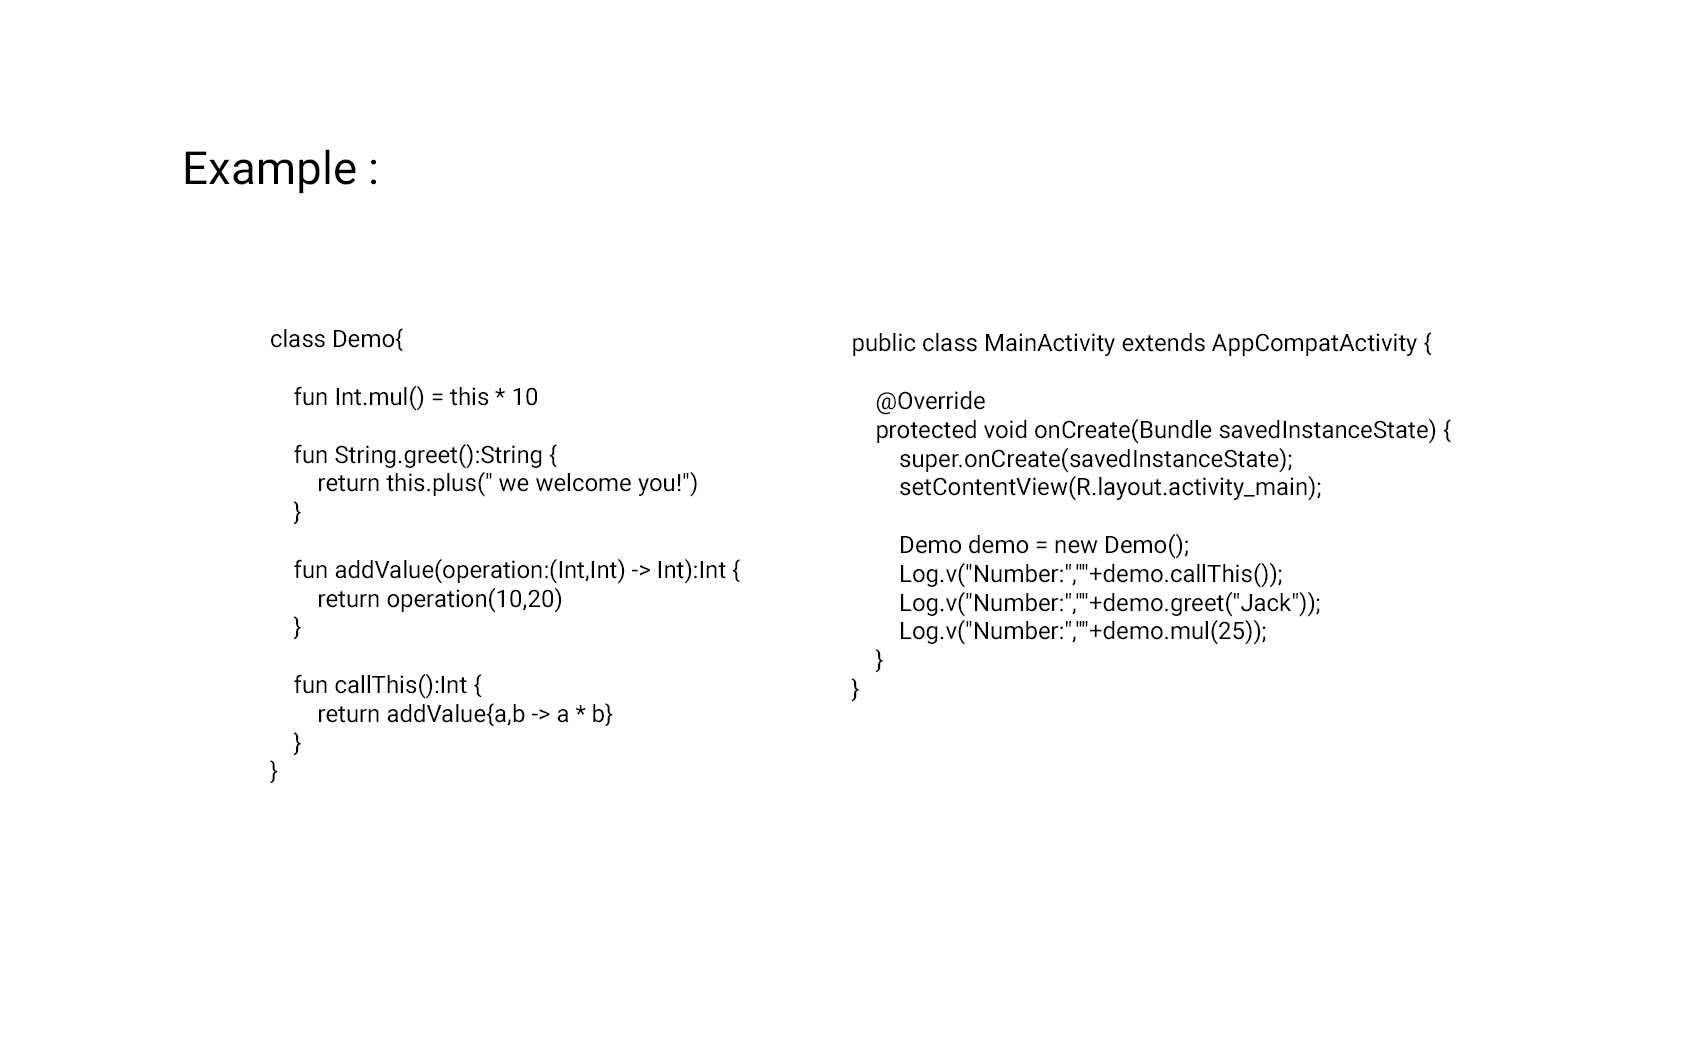 Example :
class Demo{
fun Int.mul() = this * 10
fun String.greet():String {
return this.plus(" we welcome you!")
}
fun addValue(operation:(Int,Int) -> Int):Int {
return operation(10,20)
}
fun callThis():Int {
return addValue{a,b -> a * b}
}
}
public class MainActivity extends AppCompatActivity {
@Override
protected void onCreate(Bundle savedInstanceState) {
super.onCreate(savedInstanceState);
setContentView(R.layout.activity_main);
Demo demo = new Demo();
Log.v("Number:",""+demo.callThis());
Log.v("Number:",""+demo.greet("Jack"));
Log.v("Number:",""+demo.mul(25));
}
}